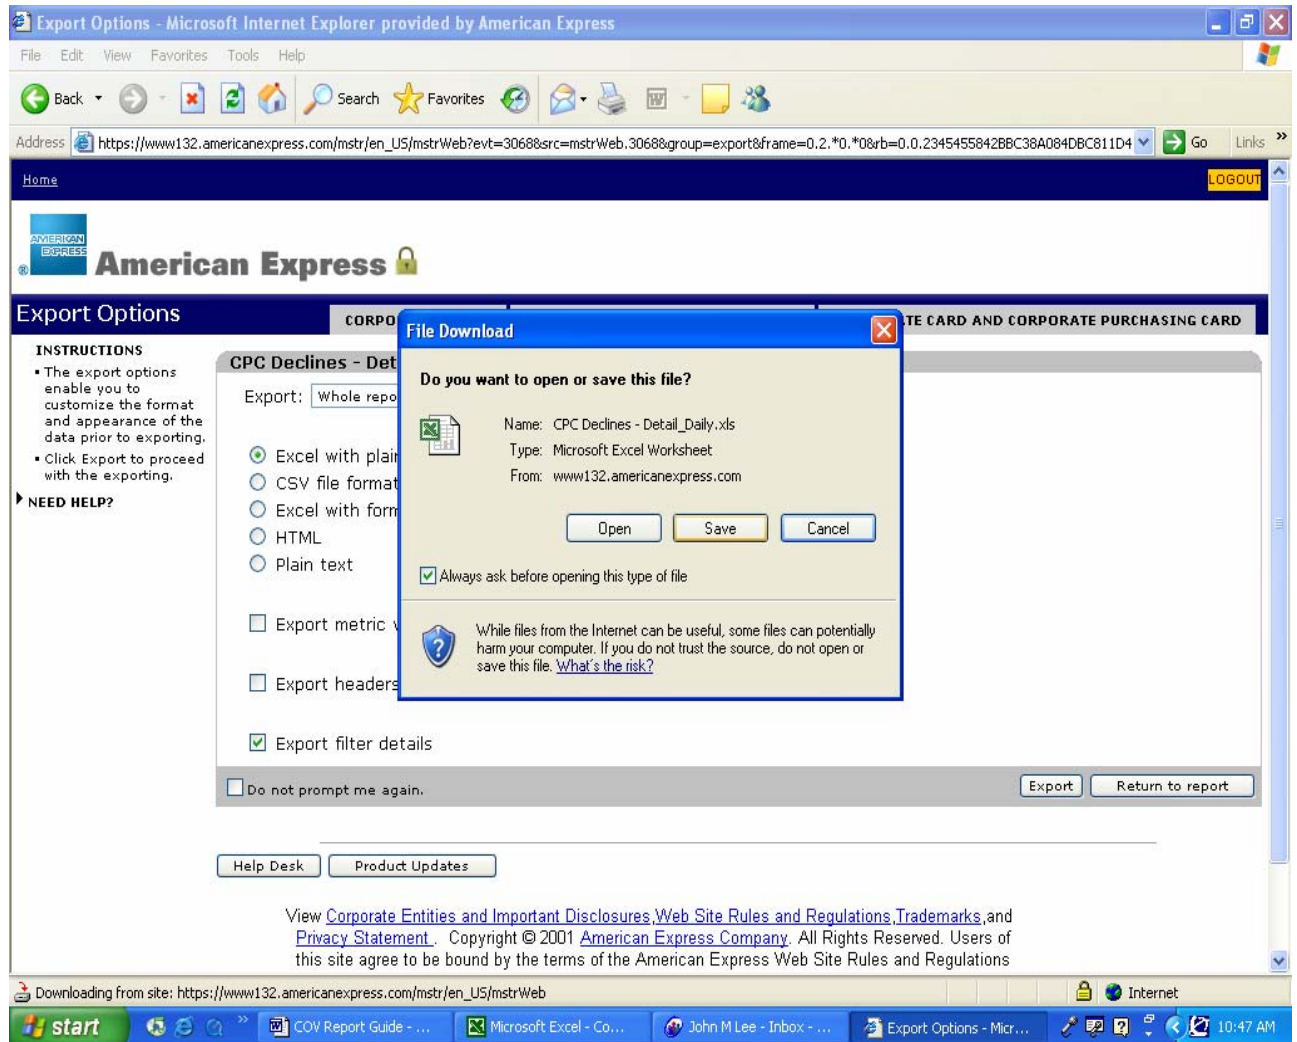 Export Options - Microsoft Internet Explorer provided by American Express
File Edit View Favorites Tools Help
Back Search Favorites
Address https://www132.americanexpress.com/mstr/en_US/mstrWeb?evt=3068&src=mstrWeb.3068&group=export&frame=0.2.*0.*0&rb=0.0.2345455842BBC38A084DBC811D4 Go Links »
Home LOGOUT
AMERICAN
EXPRESS
® American Express
Export Options CORPO TE CARD AND CORPORATE PURCHASING CARD
INSTRUCTIONS
▪ The export options
enable you to
customize the format
and appearance of the
data prior to exporting.
▪ Click Export to proceed
with the exporting.
NEED HELP?
CPC Declines - Det
Export: Whole repo
Excel with plai
CSV file format
Excel with form
HTML
Plain text
Export metric v
Export headers
Export filter details
Do not prompt me again. Export Return to report
File Download
Do you want to open or save this file?
Name: CPC Declines - Detail_Daily.xls
Type: Microsoft Excel Worksheet
From: www132.americanexpress.com
Open Save Cancel
Always ask before opening this type of file
While files from the Internet can be useful, some files can potentially
harm your computer. If you do not trust the source, do not open or
save this file. What's the risk?
Help Desk Product Updates
View Corporate Entities and Important Disclosures,Web Site Rules and Regulations,Trademarks,and
Privacy Statement . Copyright © 2001 American Express Company. All Rights Reserved. Users of
this site agree to be bound by the terms of the American Express Web Site Rules and Regulations
Downloading from site: https://www132.americanexpress.com/mstr/en_US/mstrWeb Internet
start » COV Report Guide - ... Microsoft Excel - Co... John M Lee - Inbox - ... Export Options - Micr... 10:47 AM